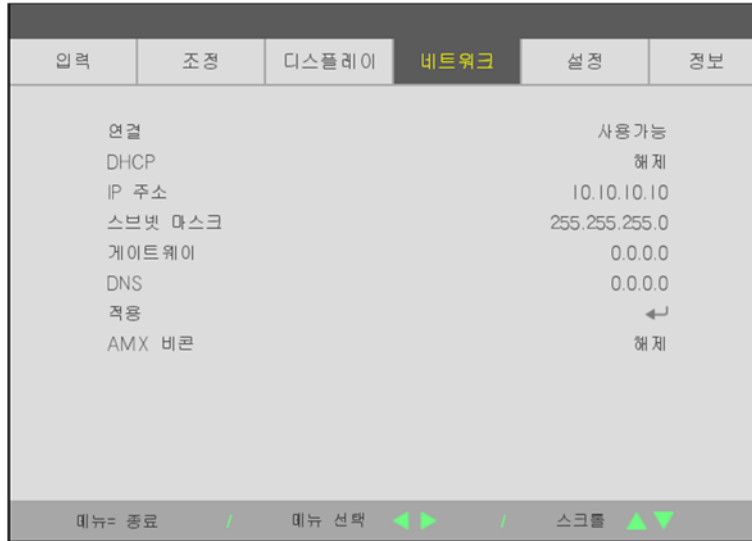 입력 조정 디스플레이 네트워크 설정 정보
연결 사용가능
DHCP 해제
IP 주소 10.10.10.10
스브넷 마스크 255.255.255.0
게이트웨이 0.0.0.0
DNS 0.0.0.0
적용 ↵
AMX 비콘 해제
메뉴= 종료 / 메뉴 선택 ◀ ▶ / 스크롤 ▲ ▼